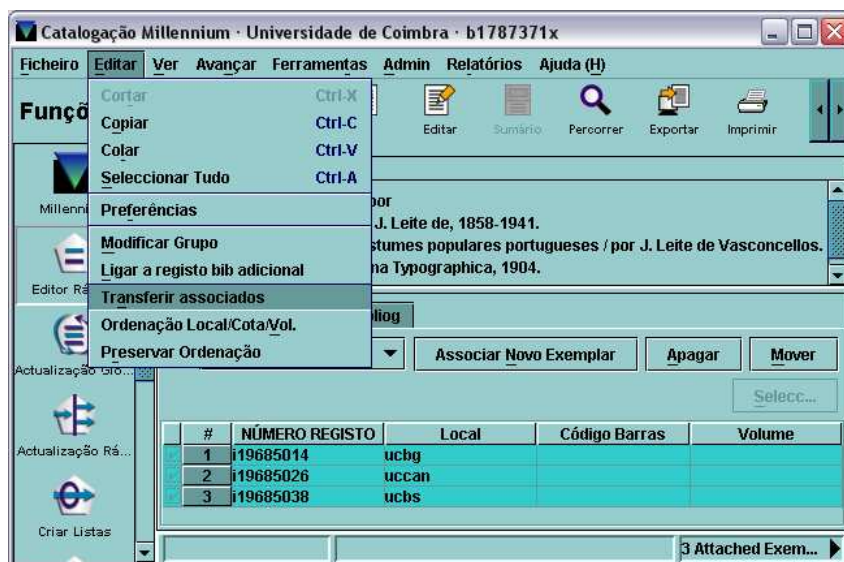 Catalogação Millennium · Universidade de Coimbra · b1787371x
Ficheiro Editar Ver Avançar Ferramentas Admin Relatórios Ajuda (H)
Funçõ
Editar Sumário Percorrer Exportar Imprimir
Cortar Ctrl-X
Copiar Ctrl-C
Colar Ctrl-V
Seleccionar Tudo Ctrl-A
Preferências
Modificar Grupo
Ligar a registo bib adicional
Transferir associados
Ordenação Local/Cota/Vol.
Preservar Ordenação
Millenni
Editor Rá
Actualização Glo...
Actualização Rá...
Criar Listas
por
J. Leite de, 1858-1941.
stumes populares portugueses / por J. Leite de Vasconcellos.
na Typographica, 1904.
liog
Associar Novo Exemplar Apagar Mover
Selecc...
# NÚMERO REGISTO Local Código Barras Volume
1 i19685014 ucbg
2 i19685026 uccan
3 i19685038 ucbs
3 Attached Exem...